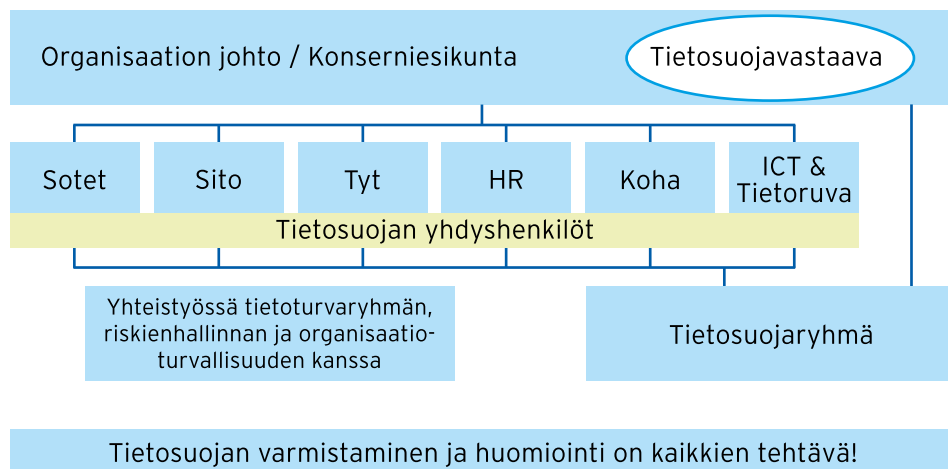 Organisaation johto / Konserniesikunta
Tietosuojavastaava
Sotet
Sito
Tyt
HR
Koha
ICT &
Tietoruva
Tietosuojan yhdyshenkilöt
Yhteistyössä tietoturvaryhmän,
riskienhallinnan ja organisaatio-
turvallisuuden kanssa
Tietosuojaryhmä
Tietosuojan varmistaminen ja huomiointi on kaikkien tehtävä!